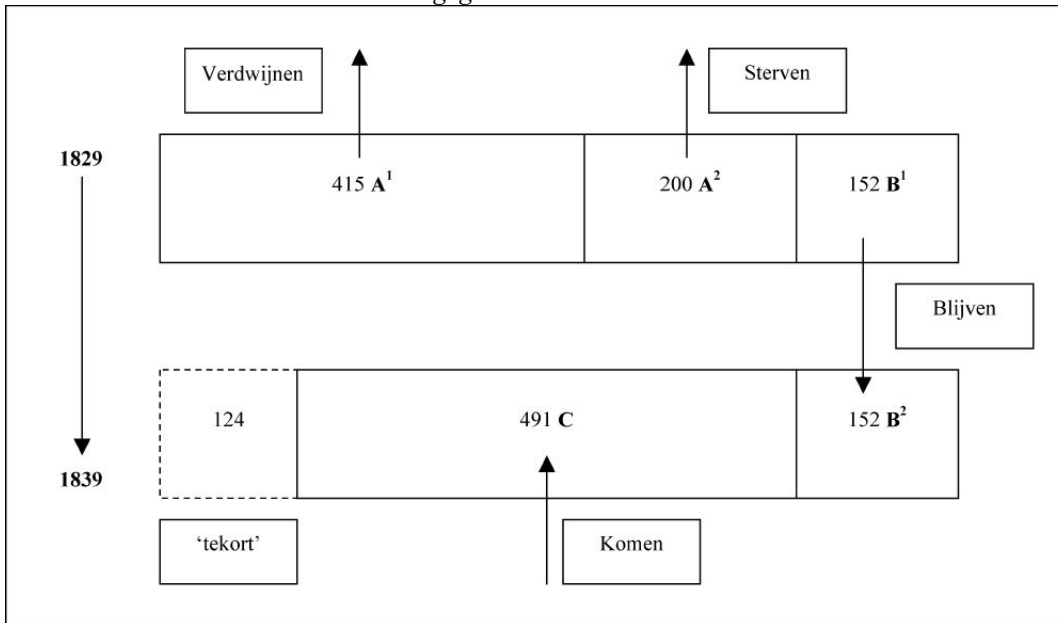 Verdwijnen
Sterven
1829
415 A¹
200 A²
152 B¹
Blijven
124
491 C
152 B²
1839
‘tekort’
Komen